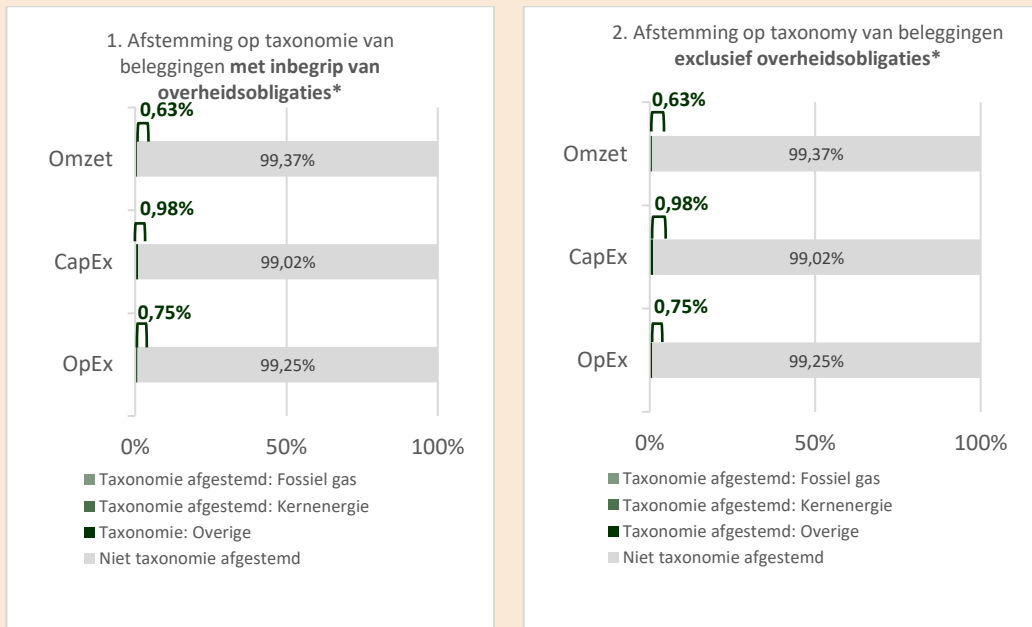 1. Afstemming op taxonomie van
beleggingen met inbegrip van
overheidsobligaties*
0,63%
Omzet
99,37%
0,98%
CapEx
99,02%
0,75%
OpEx
99,25%
0%
50%
100%
Taxonomie afgestemd: Fossiel gas
Taxonomie afgestemd: Kernenergie
Taxonomie: Overige
Niet taxonomie afgestemd
2. Afstemming op taxonomy van beleggingen
exclusief overheidsobligaties*
0,63%
Omzet
99,37%
0,98%
CapEx
99,02%
0,75%
OpEx
99,25%
0%
50%
100%
Taxonomie afgestemd: Fossiel gas
Taxonomie afgestemd: Kernenergie
Taxonomie afgestemd: Overige
Niet taxonomie afgestemd